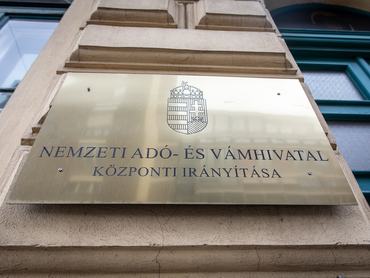 NEMZETI ADÓ- ÉS VÁMHIVATAL
KÖZPONTI IRÁNYÍTÁSA